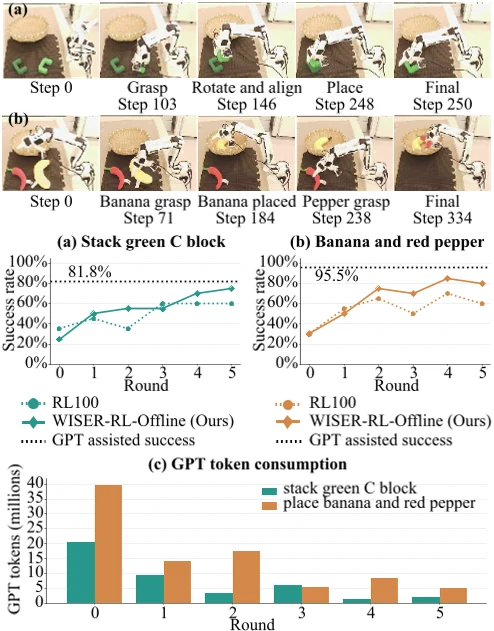 (a)
Step 0
Grasp
Step 103
Rotate and align
Step 146
Place
Step 248
Final
Step 250
(b)
Step 0
Banana grasp
Step 71
Banana placed
Step 184
Pepper grasp
Step 238
Final
Step 334
(a) Stack green C block
Success rate
100%
80%
60%
40%
20%
0%
81.8%
0 1 2 3 4 5
Round
RL100
WISER-RL-Offline (Ours)
GPT assisted success
(b) Banana and red pepper
Success rate
100%
80%
60%
40%
20%
0%
95.5%
0 1 2 3 4 5
Round
RL100
WISER-RL-Offline (Ours)
GPT assisted success
(c) GPT token consumption
GPT tokens (millions)
40
35
30
25
20
15
10
5
0
stack green C block
place banana and red pepper
0 1 2 3 4 5
Round